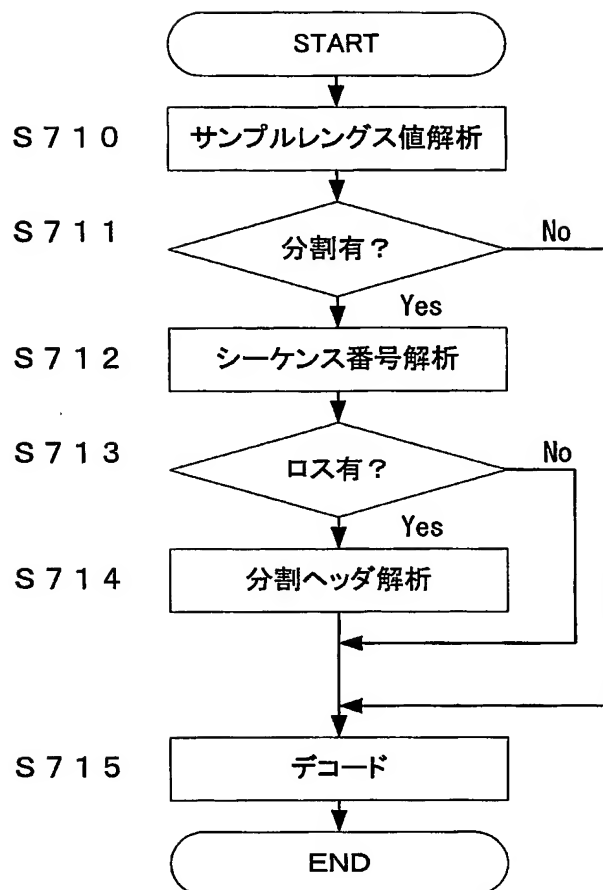 START
S710 サンプルレングス値解析
S711 分割有? No
Yes
S712 シーケンス番号解析
S713 ロス有? No
Yes
S714 分割ヘッダ解析
S715 デコード
END